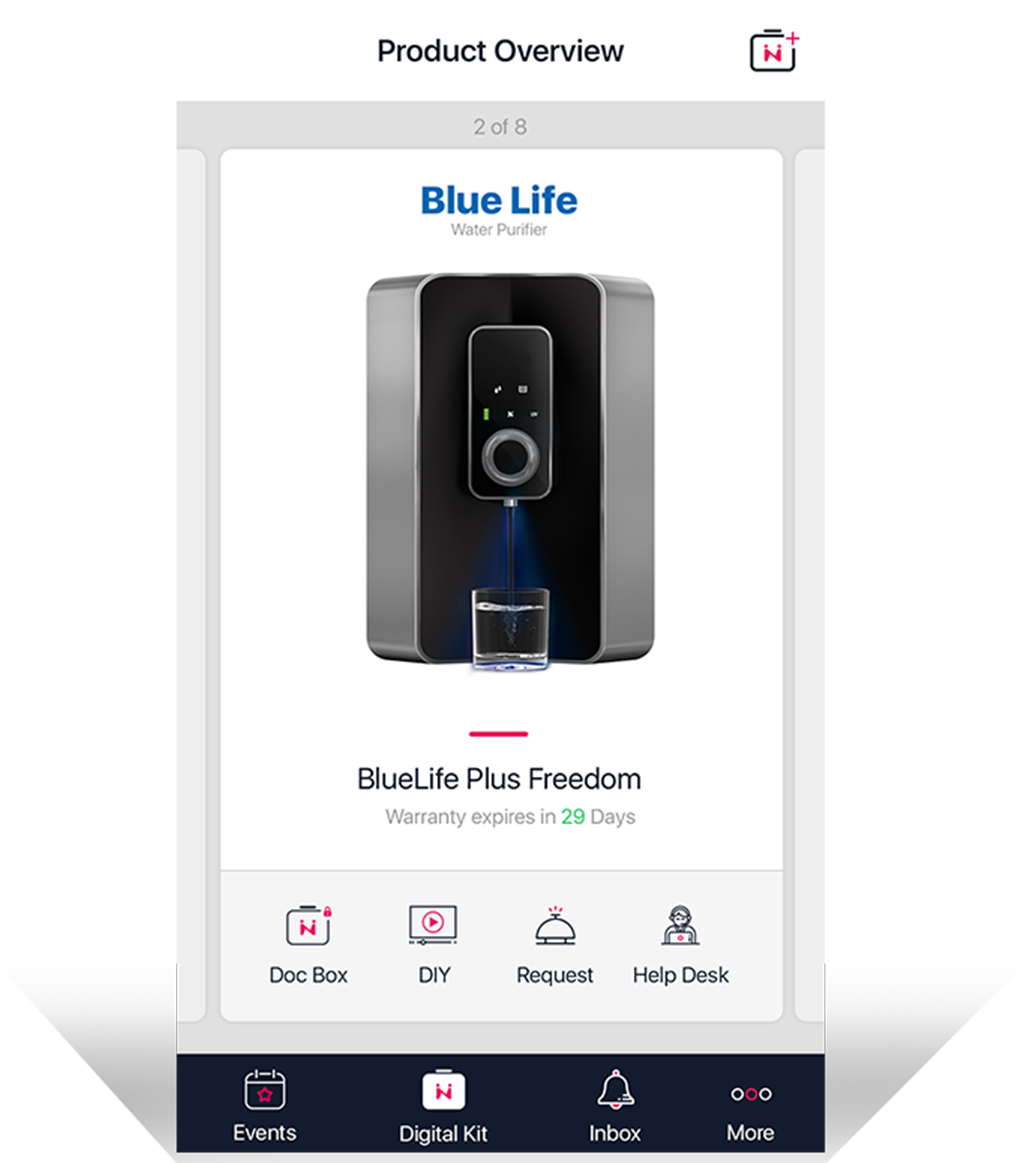 Product Overview
2 of 8
Blue Life
Water Purifier
UV
BlueLife Plus Freedom
Warranty expires in 29 Days
Doc Box
DIY
Request
Help Desk
Events
Digital Kit
Inbox
More